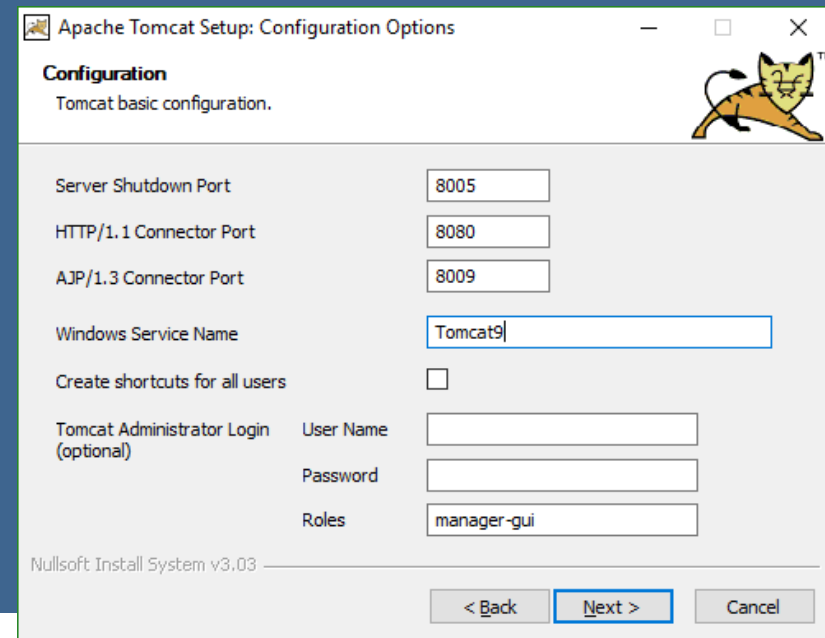 Apache Tomcat Setup: Configuration Options
Configuration
Tomcat basic configuration.
Server Shutdown Port 8005
HTTP/1.1 Connector Port 8080
AJP/1.3 Connector Port 8009
Windows Service Name Tomcat9
Create shortcuts for all users
Tomcat Administrator Login
(optional)
User Name
Password
Roles manager-gui
Nullsoft Install System v3.03
< Back Next > Cancel